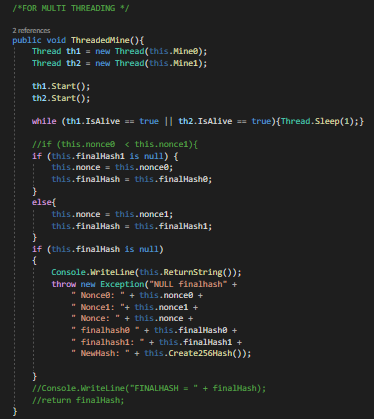 /*FOR MULTI THREADING */
2 references
public void ThreadedMine(){
Thread th1 = new Thread(this.Mine0);
Thread th2 = new Thread(this.Mine1);
th1.Start();
th2.Start();
while (th1.IsAlive == true || th2.IsAlive == true){Thread.Sleep(1);}
//if (this.nonce0  < this.nonce1){
if (this.finalHash1 is null) {
this.nonce = this.nonce0;
this.finalHash = this.finalHash0;
}
else{
this.nonce = this.nonce1;
this.finalHash = this.finalHash1;
}
if (this.finalHash is null)
{
Console.WriteLine(this.ReturnString());
throw new Exception("NULL finalhash" +
" Nonce0: "+ this.nonce0 +
" Nonce1: "+ this.nonce1 +
" Nonce: " + this.nonce +
" finalhash0 " + this.finalHash0 +
" finalhash1: " + this.finalHash1 +
" NewHash: " + this.Create256Hash());
}
//Console.WriteLine("FINALHASH = " + finalHash);
//return finalHash;
}